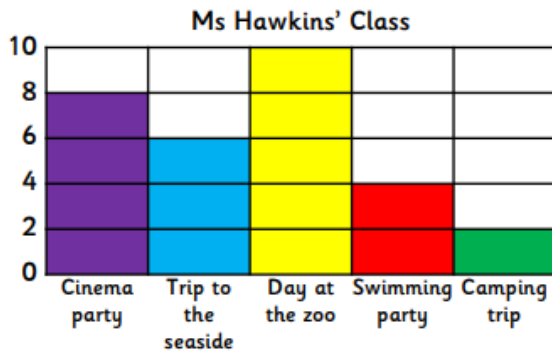 Ms Hawkins' Class
10
8
6
4
2
0
Cinema party
Trip to the seaside
Day at the zoo
Swimming party
Camping trip